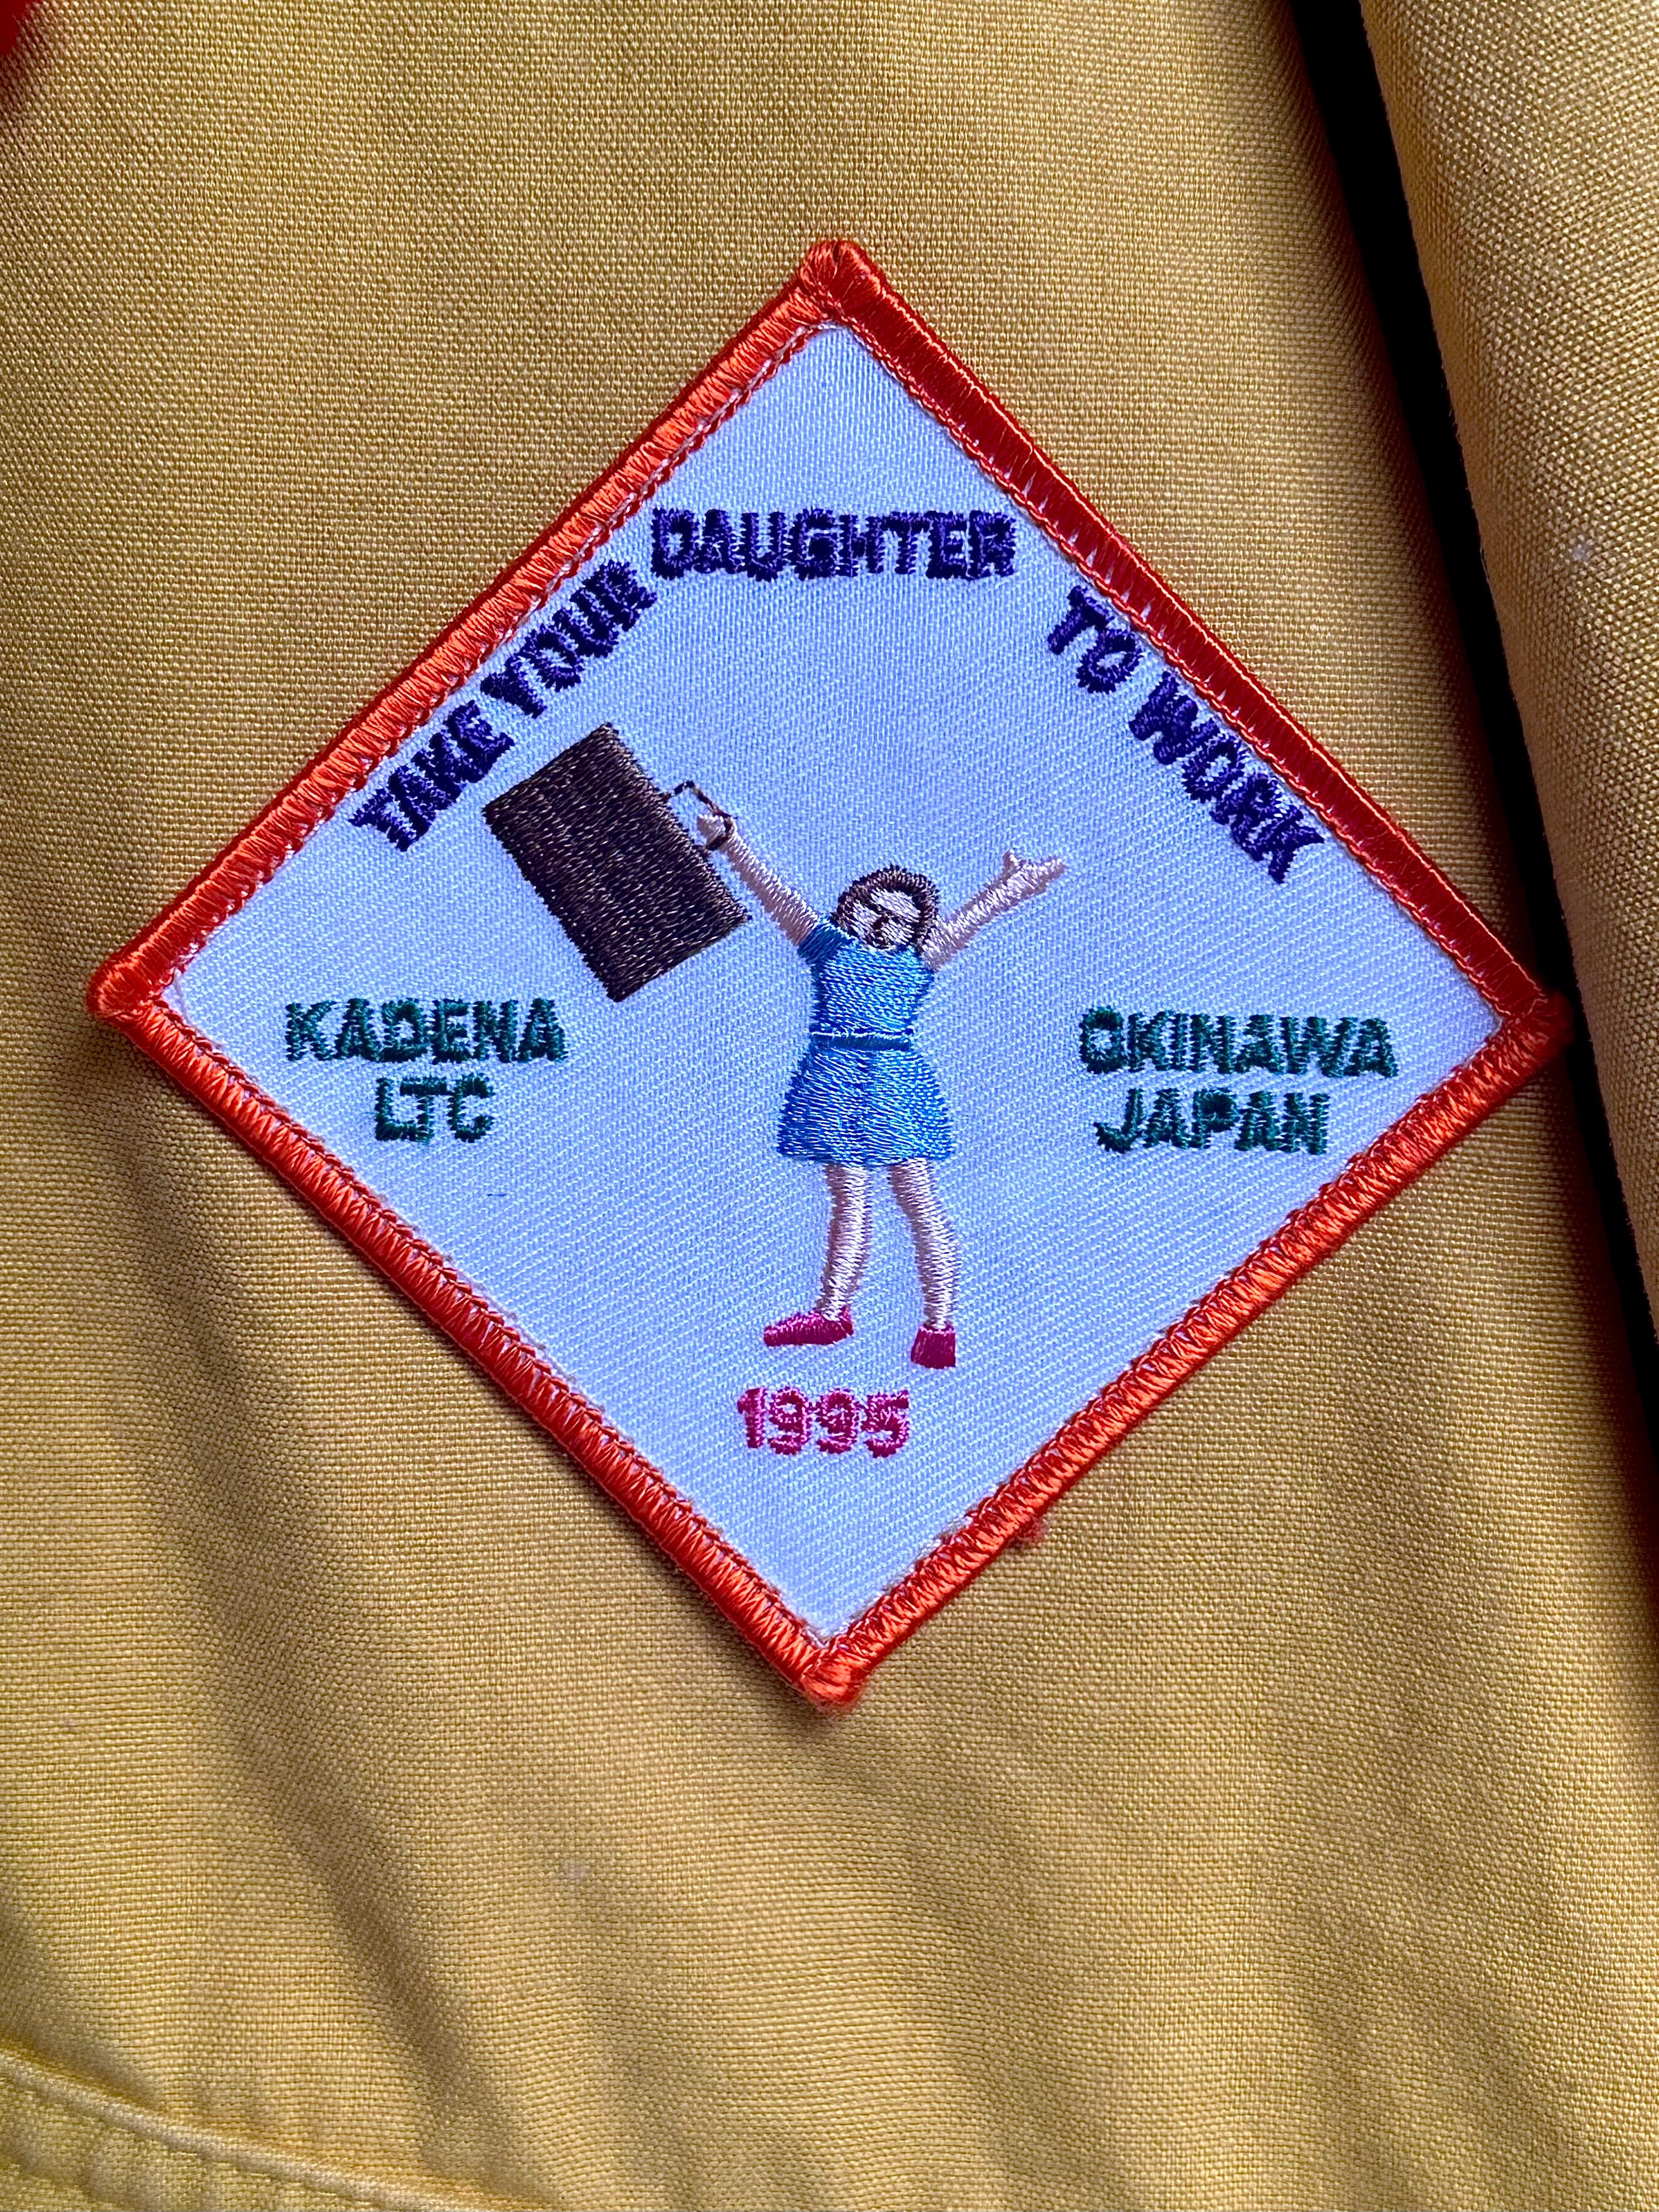 TAKE YOUR DAUGHTER TO WORK
KADENA
LTC
OKINAWA
JAPAN
1995